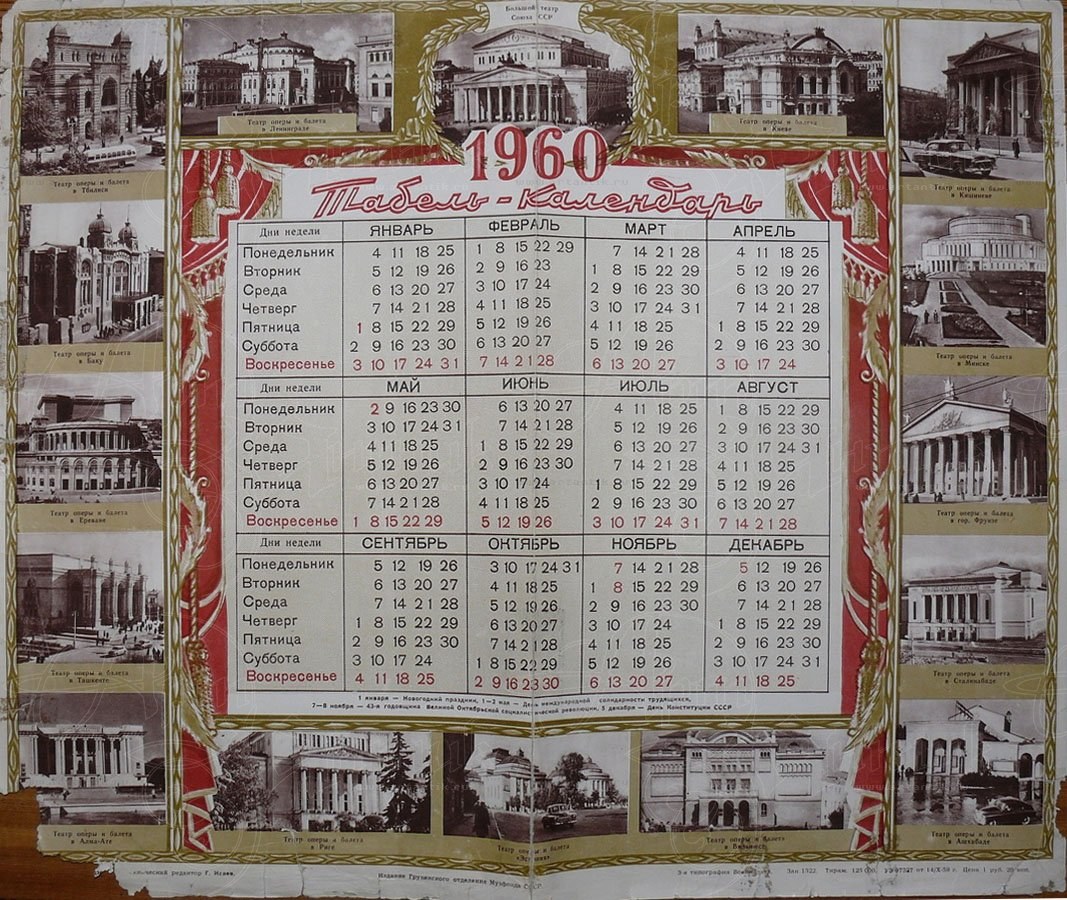 Большой театр
Союза ССР
Театр оперы и балета
в Тбилиси
Театр оперы и балета
в Ленинграде
Театр оперы и балета
в Киеве
Театр оперы и балета
в Кишиневе
1960
Табель-календарь
Дни недели ЯНВАРЬ ФЕВРАЛЬ МАРТ АПРЕЛЬ
Понедельник 4 11 18 25 1 8 15 22 29 7 14 21 28 4 11 18 25
Вторник 5 12 19 26 2 9 16 23 1 8 15 22 29 5 12 19 26
Среда 6 13 20 27 3 10 17 24 2 9 16 23 30 6 13 20 27
Четверг 7 14 21 28 4 11 18 25 3 10 17 24 31 7 14 21 28
Пятница 1 8 15 22 29 5 12 19 26 4 11 18 25 1 8 15 22 29
Суббота 2 9 16 23 30 6 13 20 27 5 12 19 26 2 9 16 23 30
Воскресенье 3 10 17 24 31 7 14 21 28 6 13 20 27 3 10 17 24
Дни недели МАЙ ИЮНЬ ИЮЛЬ АВГУСТ
Понедельник 2 9 16 23 30 6 13 20 27 4 11 18 25 1 8 15 22 29
Вторник 3 10 17 24 31 7 14 21 28 5 12 19 26 2 9 16 23 30
Среда 4 11 18 25 1 8 15 22 29 6 13 20 27 3 10 17 24 31
Четверг 5 12 19 26 2 9 16 23 30 7 14 21 28 4 11 18 25
Пятница 6 13 20 27 3 10 17 24 1 8 15 22 29 5 12 19 26
Суббота 7 14 21 28 4 11 18 25 2 9 16 23 30 6 13 20 27
Воскресенье 1 8 15 22 29 5 12 19 26 3 10 17 24 31 7 14 21 28
Дни недели СЕНТЯБРЬ ОКТЯБРЬ НОЯБРЬ ДЕКАБРЬ
Понедельник 5 12 19 26 3 10 17 24 31 7 14 21 28 5 12 19 26
Вторник 6 13 20 27 4 11 18 25 1 8 15 22 29 6 13 20 27
Среда 7 14 21 28 5 12 19 26 2 9 16 23 30 7 14 21 28
Четверг 1 8 15 22 29 6 13 20 27 3 10 17 24 1 8 15 22 29
Пятница 2 9 16 23 30 7 14 21 28 4 11 18 25 2 9 16 23 30
Суббота 3 10 17 24 1 8 15 22 29 5 12 19 26 3 10 17 24 31
Воскресенье 4 11 18 25 2 9 16 23 30 6 13 20 27 4 11 18 25
1 января — Новогодний праздник, 1—2 мая — День международной солидарности трудящихся,
7—8 ноября — 43-я годовщина Великой Октябрьской социалистической революции, 5 декабря — День Конституции СССР
Театр оперы и балета
в Баку
Театр оперы и балета
в Минске
Театр оперы и балета
в Ереване
Театр оперы и балета
в гор. Фрунзе
Театр оперы и балета
в Ташкенте
Театр оперы и балета
в Сталинабаде
Театр оперы и балета
в Алма-Ате
Театр оперы и балета
в Риге
Театр оперы и балета
«Эстония»
Театр оперы и балета
в Вильнюсе
Театр оперы и балета
в Ашхабаде
редактор Г.
Издание Грузинского отделения Музфонда СССР
3-я типография Зак 1522. Тираж. 125 000. от 14/X/59 г. Цена 1 руб. 25 коп.